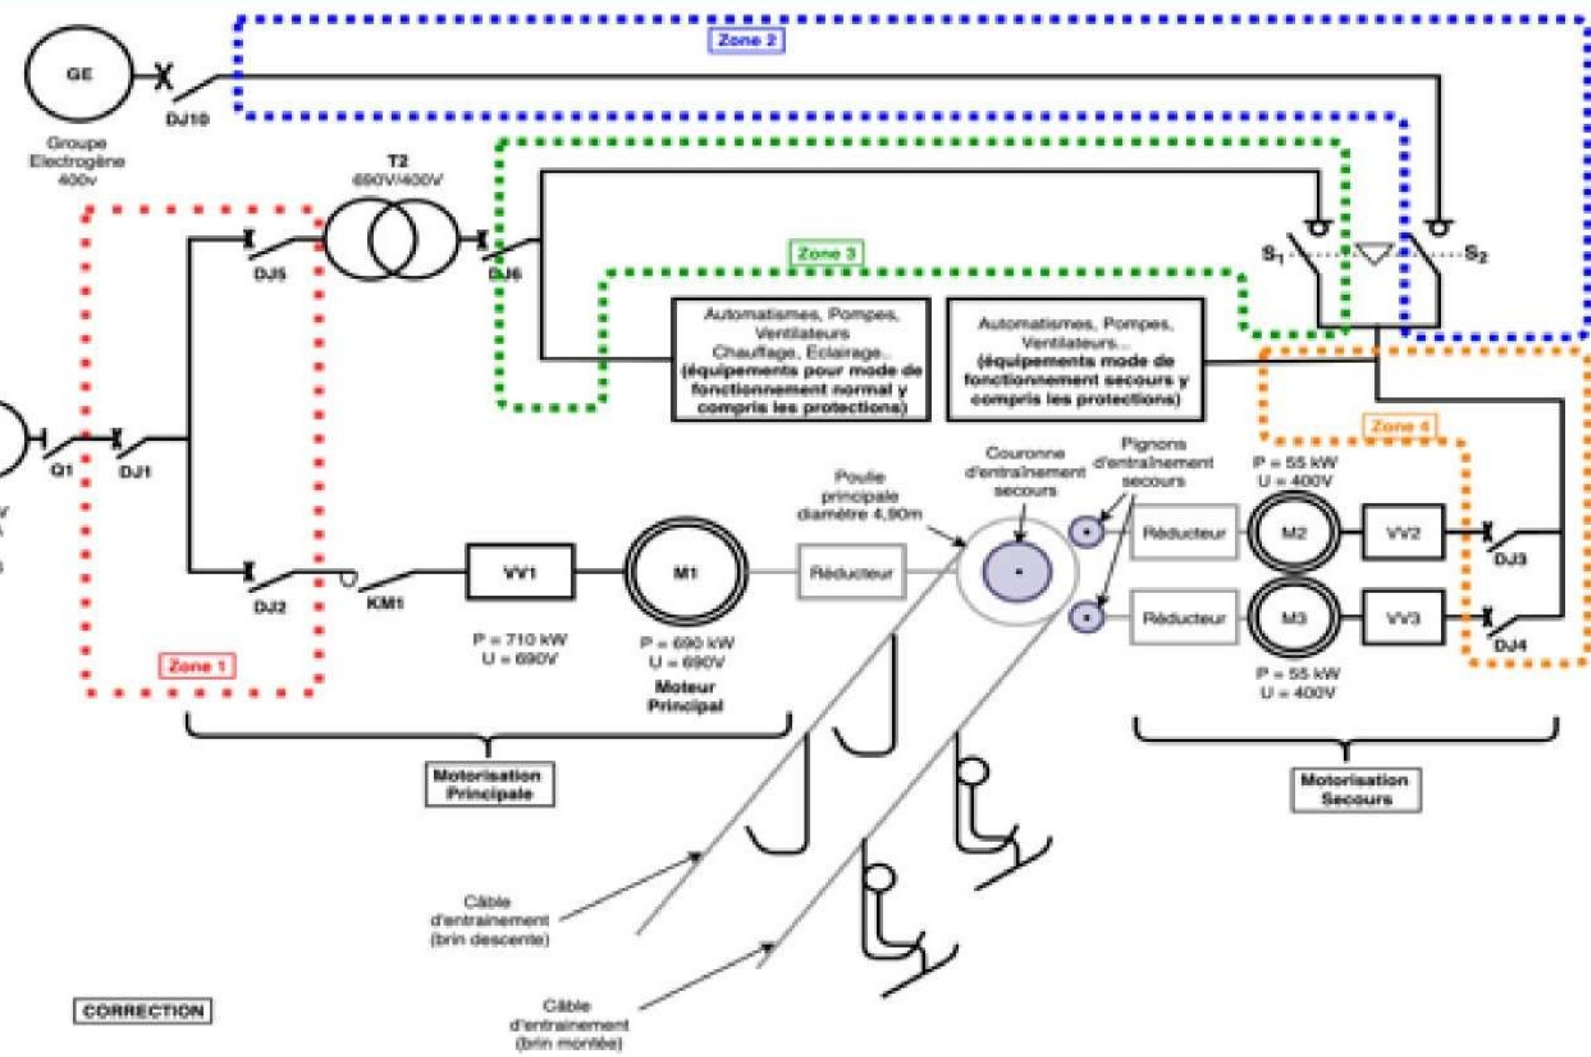 Zone 2
GE
DJ10
Groupe
Electrogène
400v
T2
690V/400V
DJ5
DJ6
Zone 3
S1
S2
Automatismes, Pompes,
Ventilateurs
Chauffage, Eclairage..
(équipements pour mode de
fonctionnement normal y
compris les protections)
Automatismes, Pompes,
Ventilateurs...
(équipements mode de
fonctionnement secours y
compris les protections)
Zone 4
Q1
DJ1
Poulie
principale
diamètre 4,90m
Couronne
d'entraînement
secours
Pignons
d'entraînement
secours
P = 55 kW
U = 400V
Réducteur
M2
VV2
DJ3
DJ2
KM1
VV1
M1
Réducteur
P = 710 kW
U = 690V
P = 690 kW
U = 690V
Moteur
Principal
Réducteur
M3
VV3
DJ4
P = 55 kW
U = 400V
Zone 1
Motorisation
Principale
Motorisation
Secours
Câble
d'entrainement
(brin descente)
Câble
d'entrainement
(brin montée)
CORRECTION